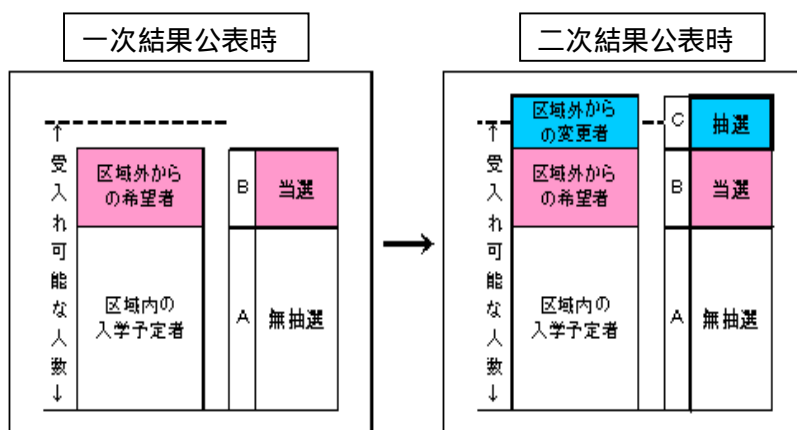 一次結果公表時
↑受入れ可能な人数↓
区域外から
の希望者
B
当選
区域内の
入学予定者
A
無抽選
二次結果公表時
↑受入れ可能な人数↓
区域外から
の変更者
C
抽選
区域外から
の希望者
B
当選
区域内の
入学予定者
A
無抽選